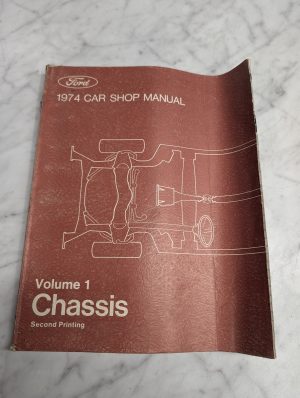 Ford
1974 CAR SHOP MANUAL
Volume 1
Chassis
Second Printing